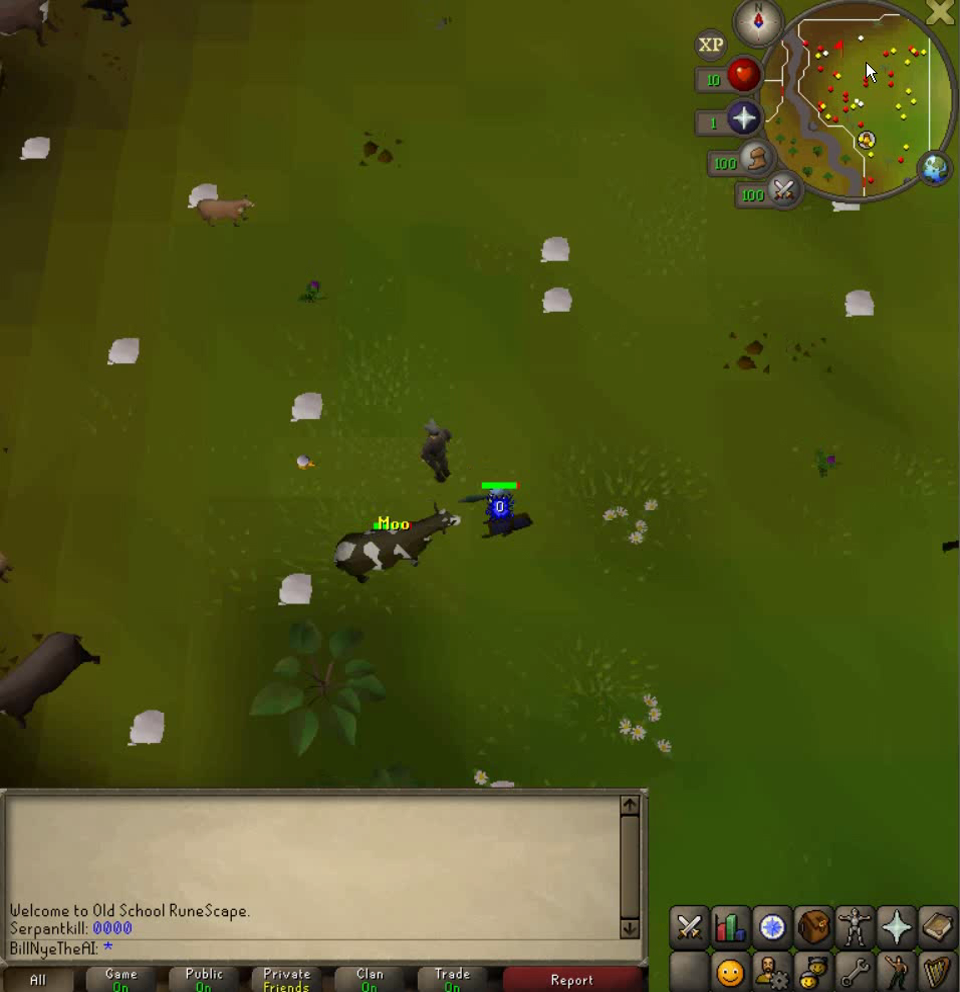 N
XP
10
1
100
100
0
Moo
Welcome to Old School RuneScape.
Serpantkill: 0000
BillNyeTheAI: *
All
Game
On
Public
On
Private
Friends
Clan
On
Trade
On
Report